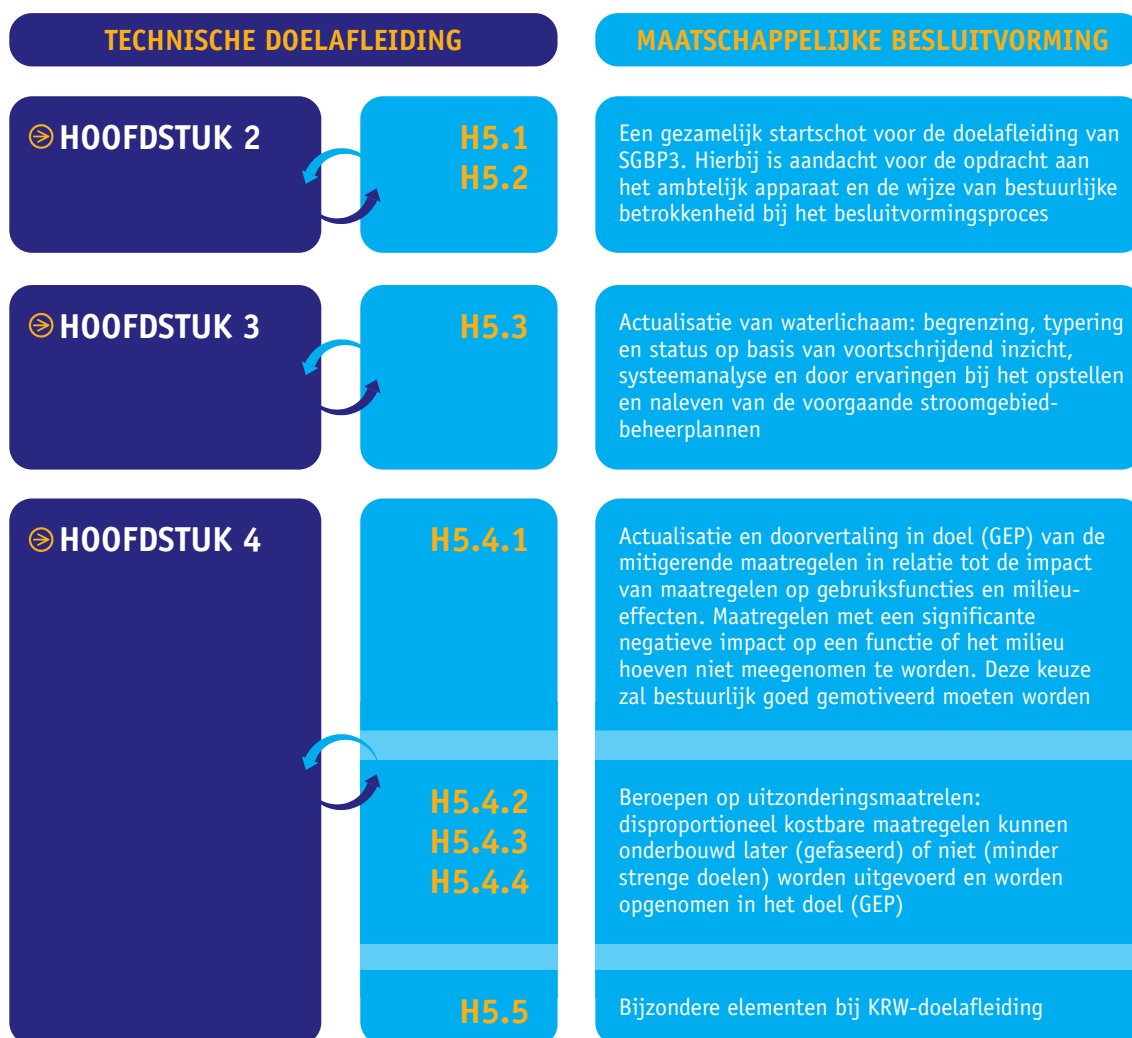 TECHNISCHE DOELAFLEIDING
MAATSCHAPPELIJKE BESLUITVORMING
HOOFDSTUK 2
H5.1
H5.2
Een gezamelijk startschot voor de doelafleiding van
SGBP3. Hierbij is aandacht voor de opdracht aan
het ambtelijk apparaat en de wijze van bestuurlijke
betrokkenheid bij het besluitvormingsproces
HOOFDSTUK 3
H5.3
Actualisatie van waterlichaam: begrenzing, typering
en status op basis van voortschrijdend inzicht,
systeemanalyse en door ervaringen bij het opstellen
en naleven van de voorgaande stroomgebied-
beheerplannen
HOOFDSTUK 4
H5.4.1
Actualisatie en doorvertaling in doel (GEP) van de
mitigerende maatregelen in relatie tot de impact
van maatregelen op gebruiksfuncties en milieu-
effecten. Maatregelen met een significante
negatieve impact op een functie of het milieu
hoeven niet meegenomen te worden. Deze keuze
zal bestuurlijk goed gemotiveerd moeten worden
H5.4.2
H5.4.3
H5.4.4
Beroepen op uitzonderingsmaatrelen:
disproportioneel kostbare maatregelen kunnen
onderbouwd later (gefaseerd) of niet (minder
strenge doelen) worden uitgevoerd en worden
opgenomen in het doel (GEP)
H5.5
Bijzondere elementen bij KRW-doelafleiding